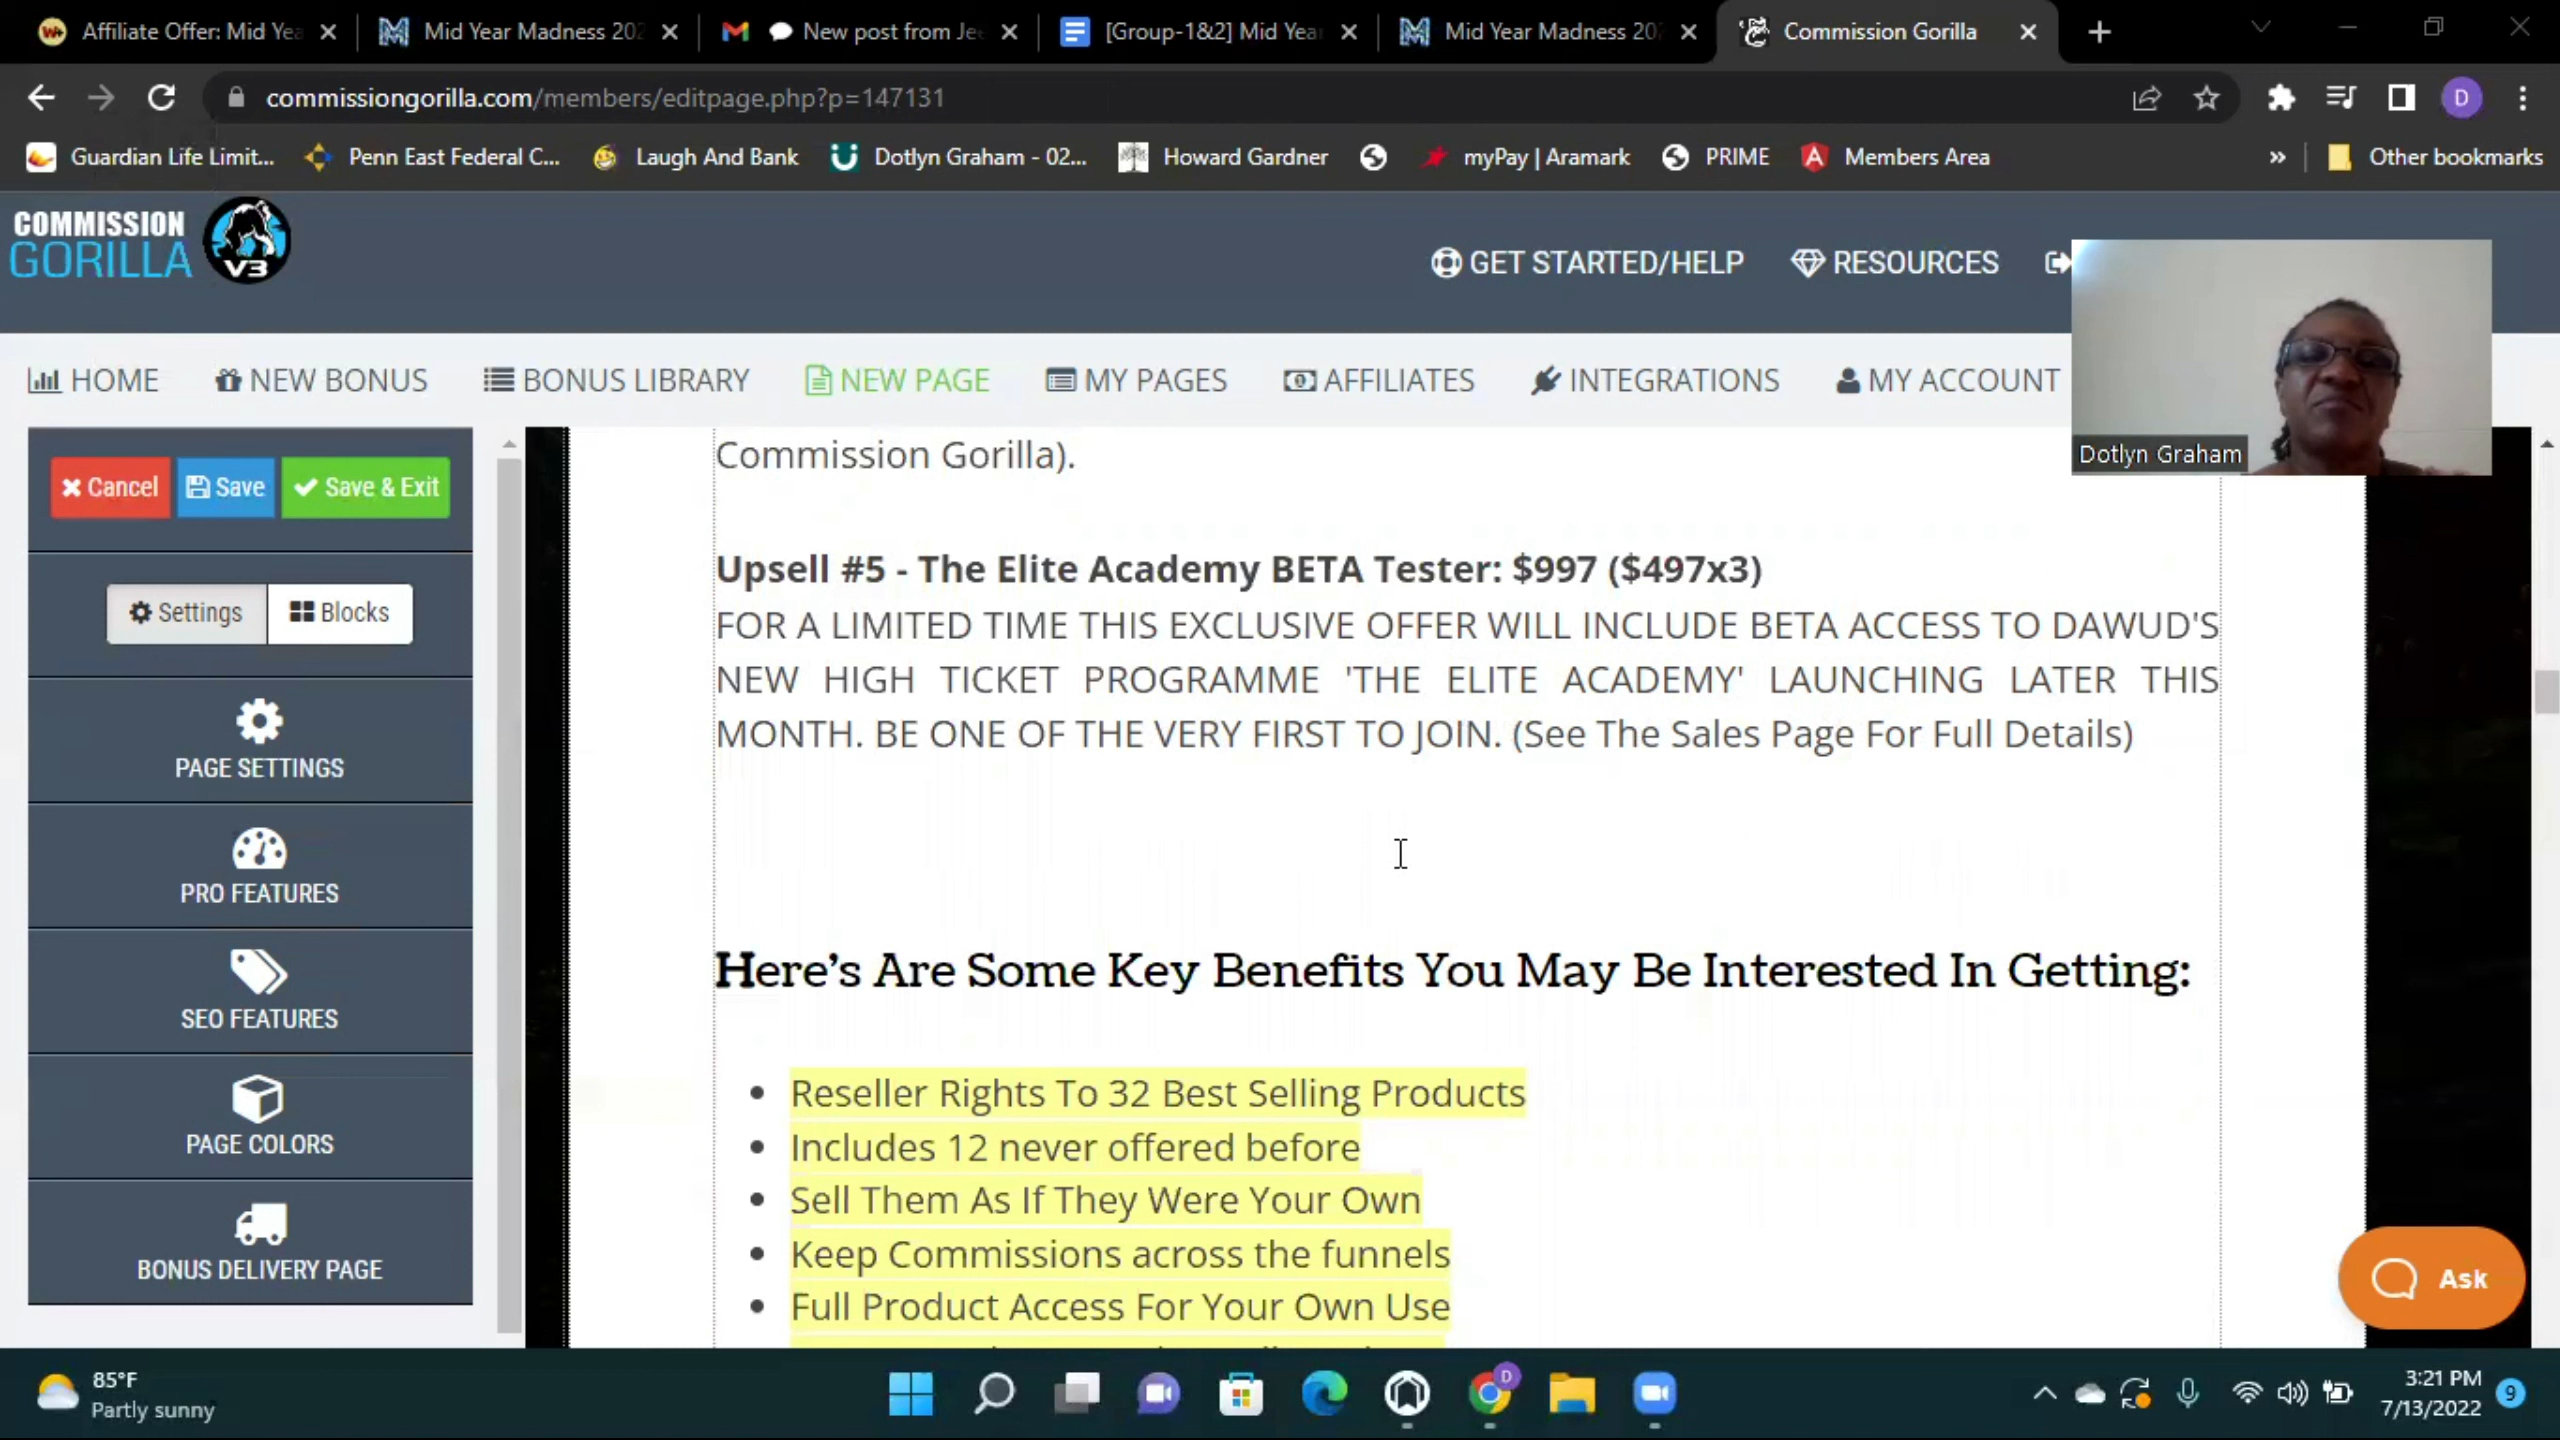 Affiliate Offer: Mid Yea
Mid Year Madness 202
New post from Jee
[Group-1&2] Mid Year
Mid Year Madness 20
Commission Gorilla
commissiongorilla.com/members/editpage.php?p=147131
D
Guardian Life Limit...
Penn East Federal C...
Laugh And Bank
Dotlyn Graham - 02...
Howard Gardner
myPay | Aramark
PRIME
Members Area
»
Other bookmarks
COMMISSION
GORILLA
V3
GET STARTED/HELP
RESOURCES
HOME
NEW BONUS
BONUS LIBRARY
NEW PAGE
MY PAGES
AFFILIATES
INTEGRATIONS
MY ACCOUNT
Dotlyn Graham
Cancel
Save
Save & Exit
Settings
Blocks
PAGE SETTINGS
PRO FEATURES
SEO FEATURES
PAGE COLORS
BONUS DELIVERY PAGE
Commission Gorilla).
Upsell #5 - The Elite Academy BETA Tester: $997 ($497x3)
FOR A LIMITED TIME THIS EXCLUSIVE OFFER WILL INCLUDE BETA ACCESS TO DAWUD'S
NEW HIGH TICKET PROGRAMME 'THE ELITE ACADEMY' LAUNCHING LATER THIS
MONTH. BE ONE OF THE VERY FIRST TO JOIN. (See The Sales Page For Full Details)
Here’s Are Some Key Benefits You May Be Interested In Getting:
Reseller Rights To 32 Best Selling Products
Includes 12 never offered before
Sell Them As If They Were Your Own
Keep Commissions across the funnels
Full Product Access For Your Own Use
Ask
85°F
Partly sunny
D
3:21 PM
7/13/2022
9